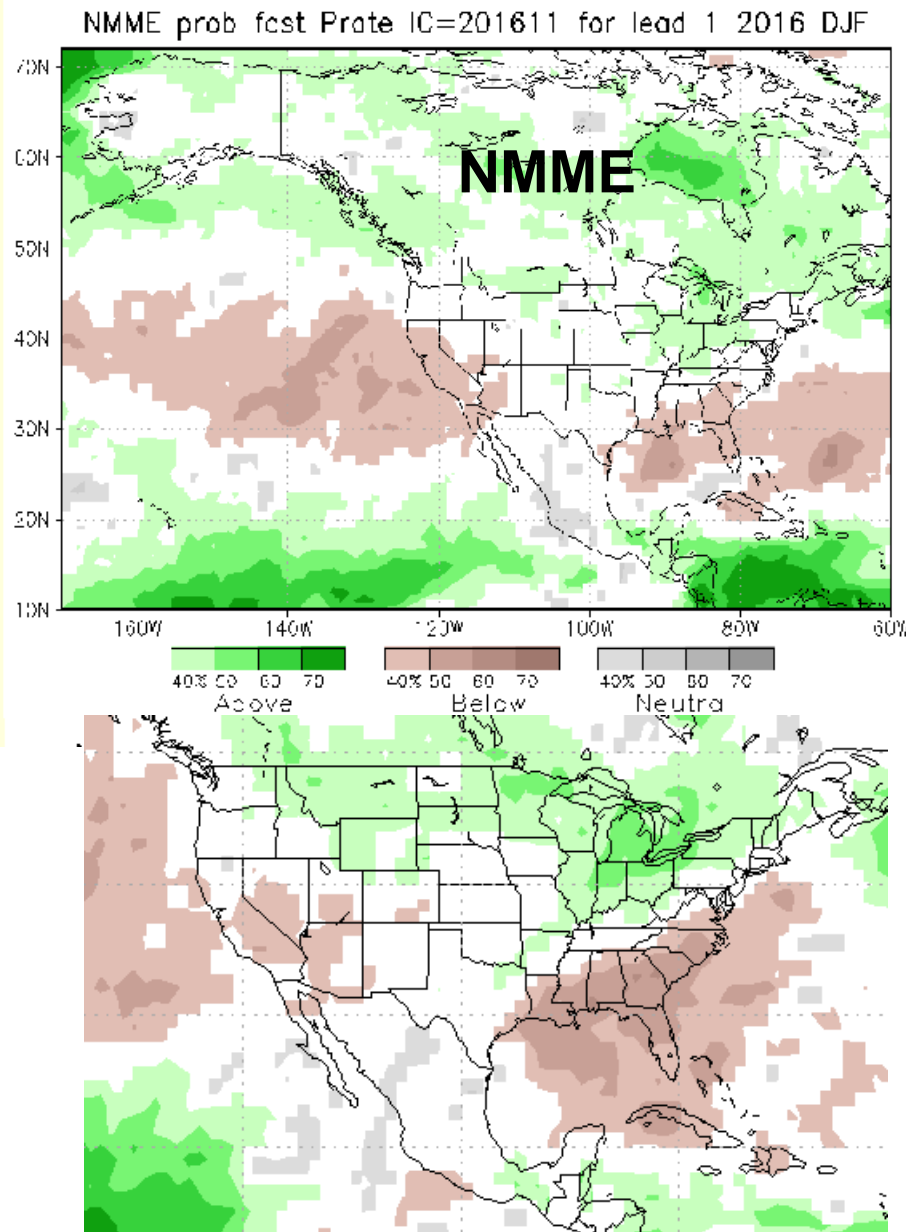 NMME prob fcst Prate IC=201611 for lead 1 2016 DJF
70N
60N
NMME
50N
40N
30N
20N
10N
160W 140W 120W 100W 80W 60W
40% 50 60 70 40% 50 60 70 40% 50 60 70
Above Below Neutra